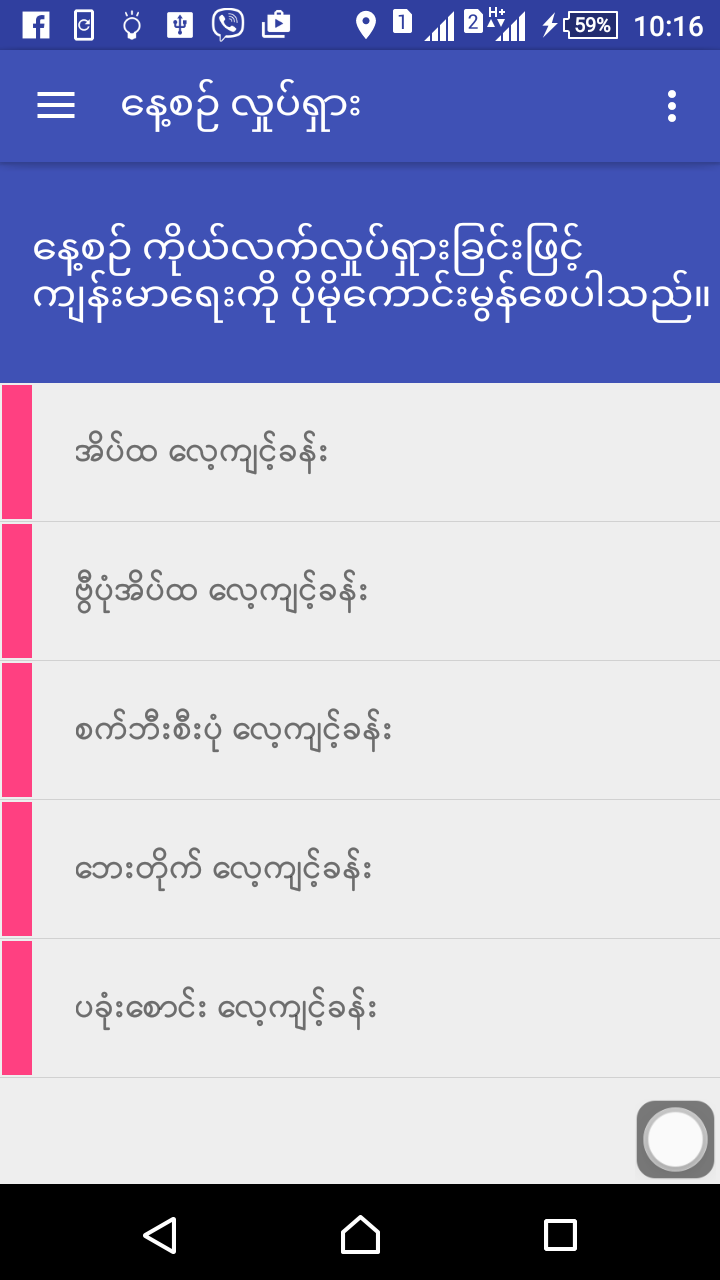 1
2
H+
59%
10:16
နေ့စဉ် လှုပ်ရှား
နေ့စဉ် ကိုယ်လက်လှုပ်ရှားခြင်းဖြင့်
ကျန်းမာရေးကို ပိုမိုကောင်းမွန်စေပါသည်။
အိပ်ထ လေ့ကျင့်ခန်း
ဗွီပုံအိပ်ထ လေ့ကျင့်ခန်း
စက်ဘီးစီးပုံ လေ့ကျင့်ခန်း
ဘေးတိုက် လေ့ကျင့်ခန်း
ပခုံးစောင်း လေ့ကျင့်ခန်း